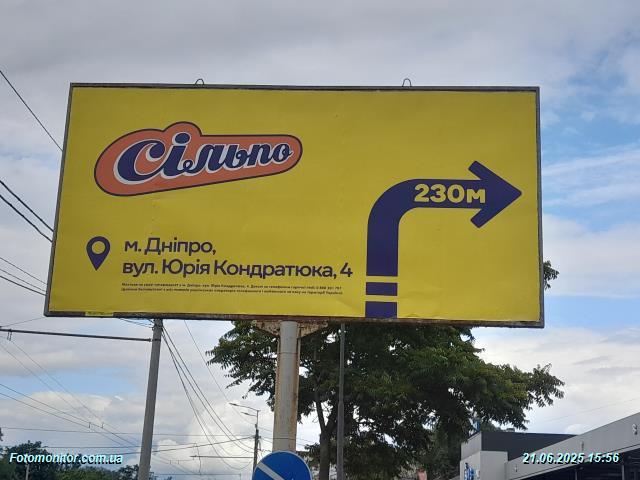 Сільпо
230м
м. Дніпро,
вул. Юрія Кондратюка, 4
Fotomonitor.com.ua
21.06.2025 15:56